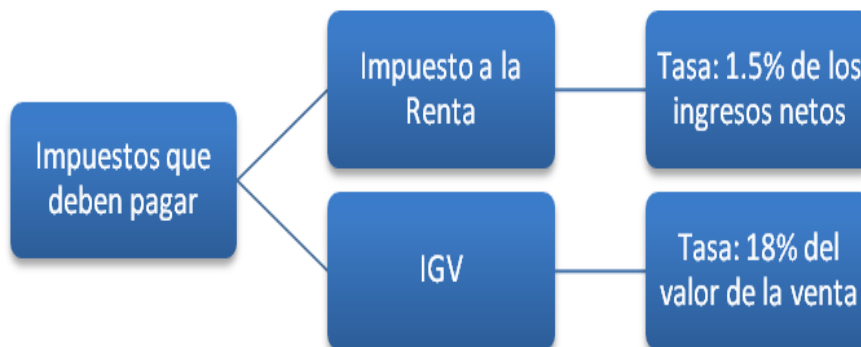 Impuestos que
deben pagar
Impuesto a la
Renta
Tasa: 1.5% de los
ingresos netos
IGV
Tasa: 18% del
valor de la venta